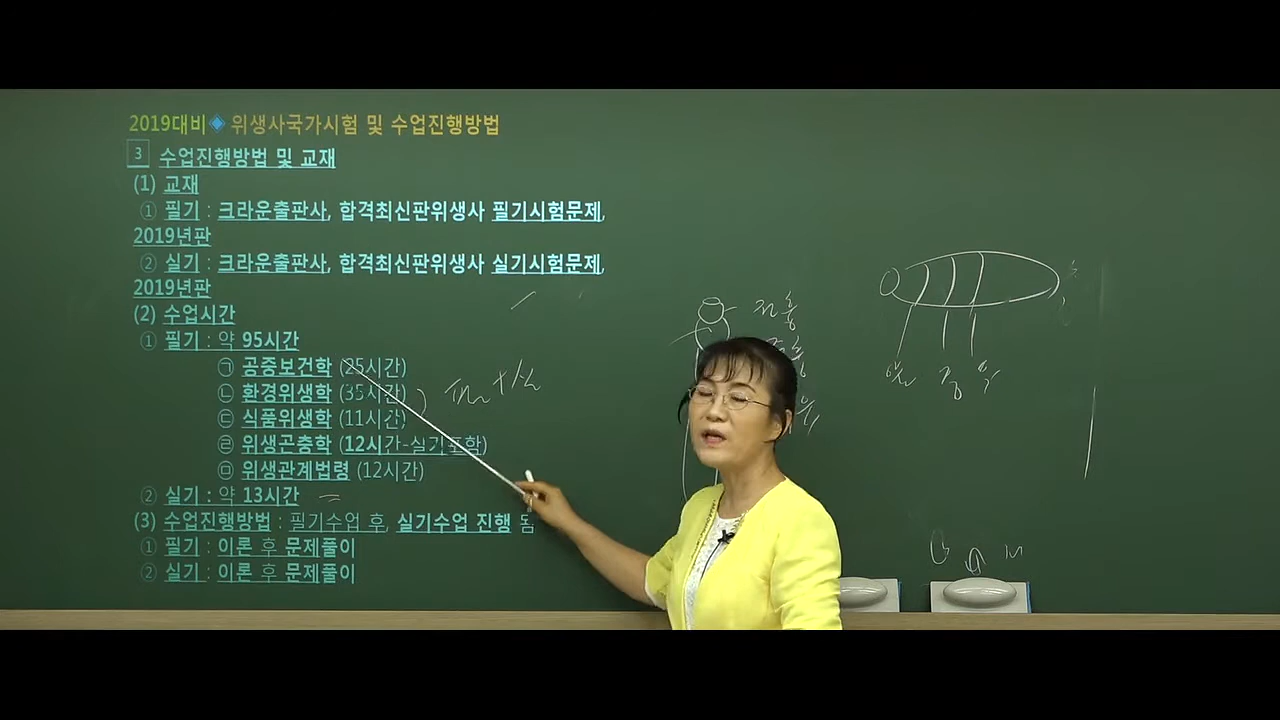 2019대비◈위생사국가시험 및 수업진행방법
3 수업진행방법 및 교재
(1) 교재
① 필기 : 크라운출판사, 합격최신판위생사 필기시험문제,
2019년판
② 실기 : 크라운출판사, 합격최신판위생사 실기시험문제,
2019년판
(2) 수업시간
① 필기 : 약 95시간
㉠ 공중보건학 (25시간)
㉡ 환경위생학 (35시간)
㉢ 식품위생학 (11시간)
㉣ 위생곤충학 (12시간-실기포함)
㉤ 위생관계법령 (12시간)
② 실기 : 약 13시간
(3) 수업진행방법 : 필기수업 후, 실기수업 진행 됨
① 필기 : 이론 후 문제풀이
② 실기 : 이론 후 문제풀이